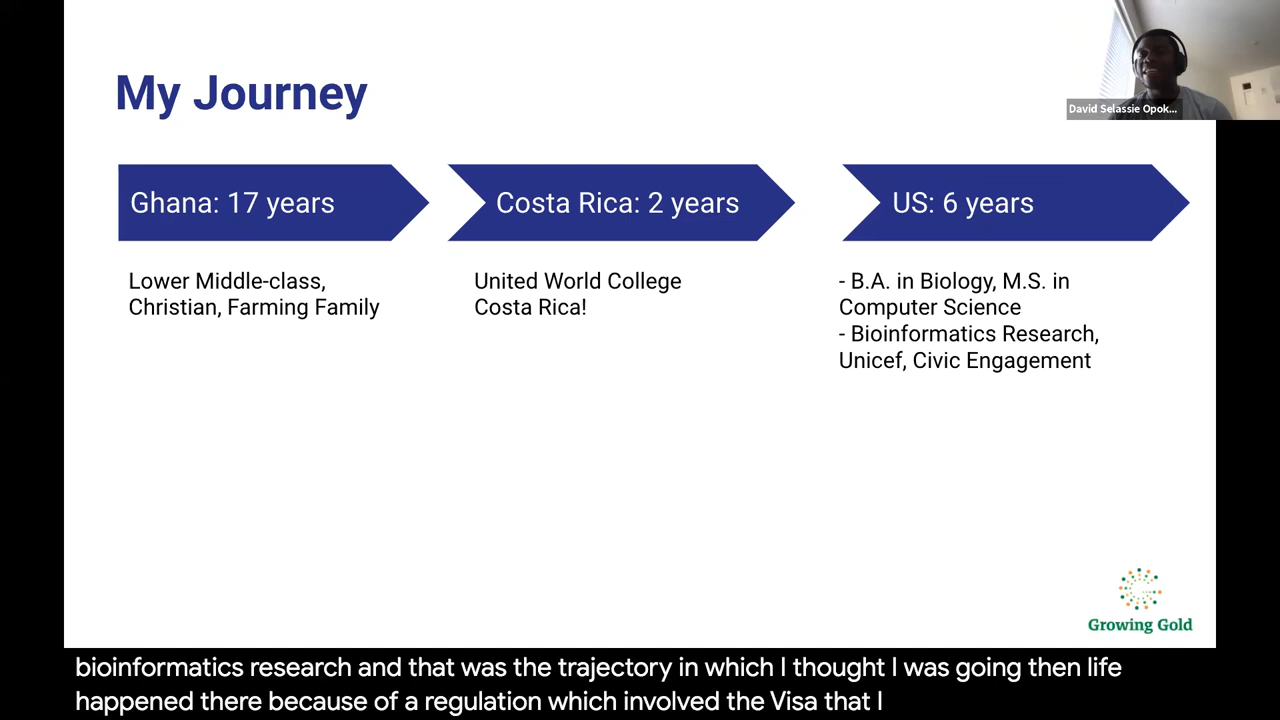 My Journey
David Selassie Opok...
Ghana: 17 years
Costa Rica: 2 years
US: 6 years
Lower Middle-class,
Christian, Farming Family
United World College
Costa Rica!
- B.A. in Biology, M.S. in
Computer Science
- Bioinformatics Research,
Unicef, Civic Engagement
Growing Gold
bioinformatics research and that was the trajectory in which I thought I was going then life
happened there because of a regulation which involved the Visa that I